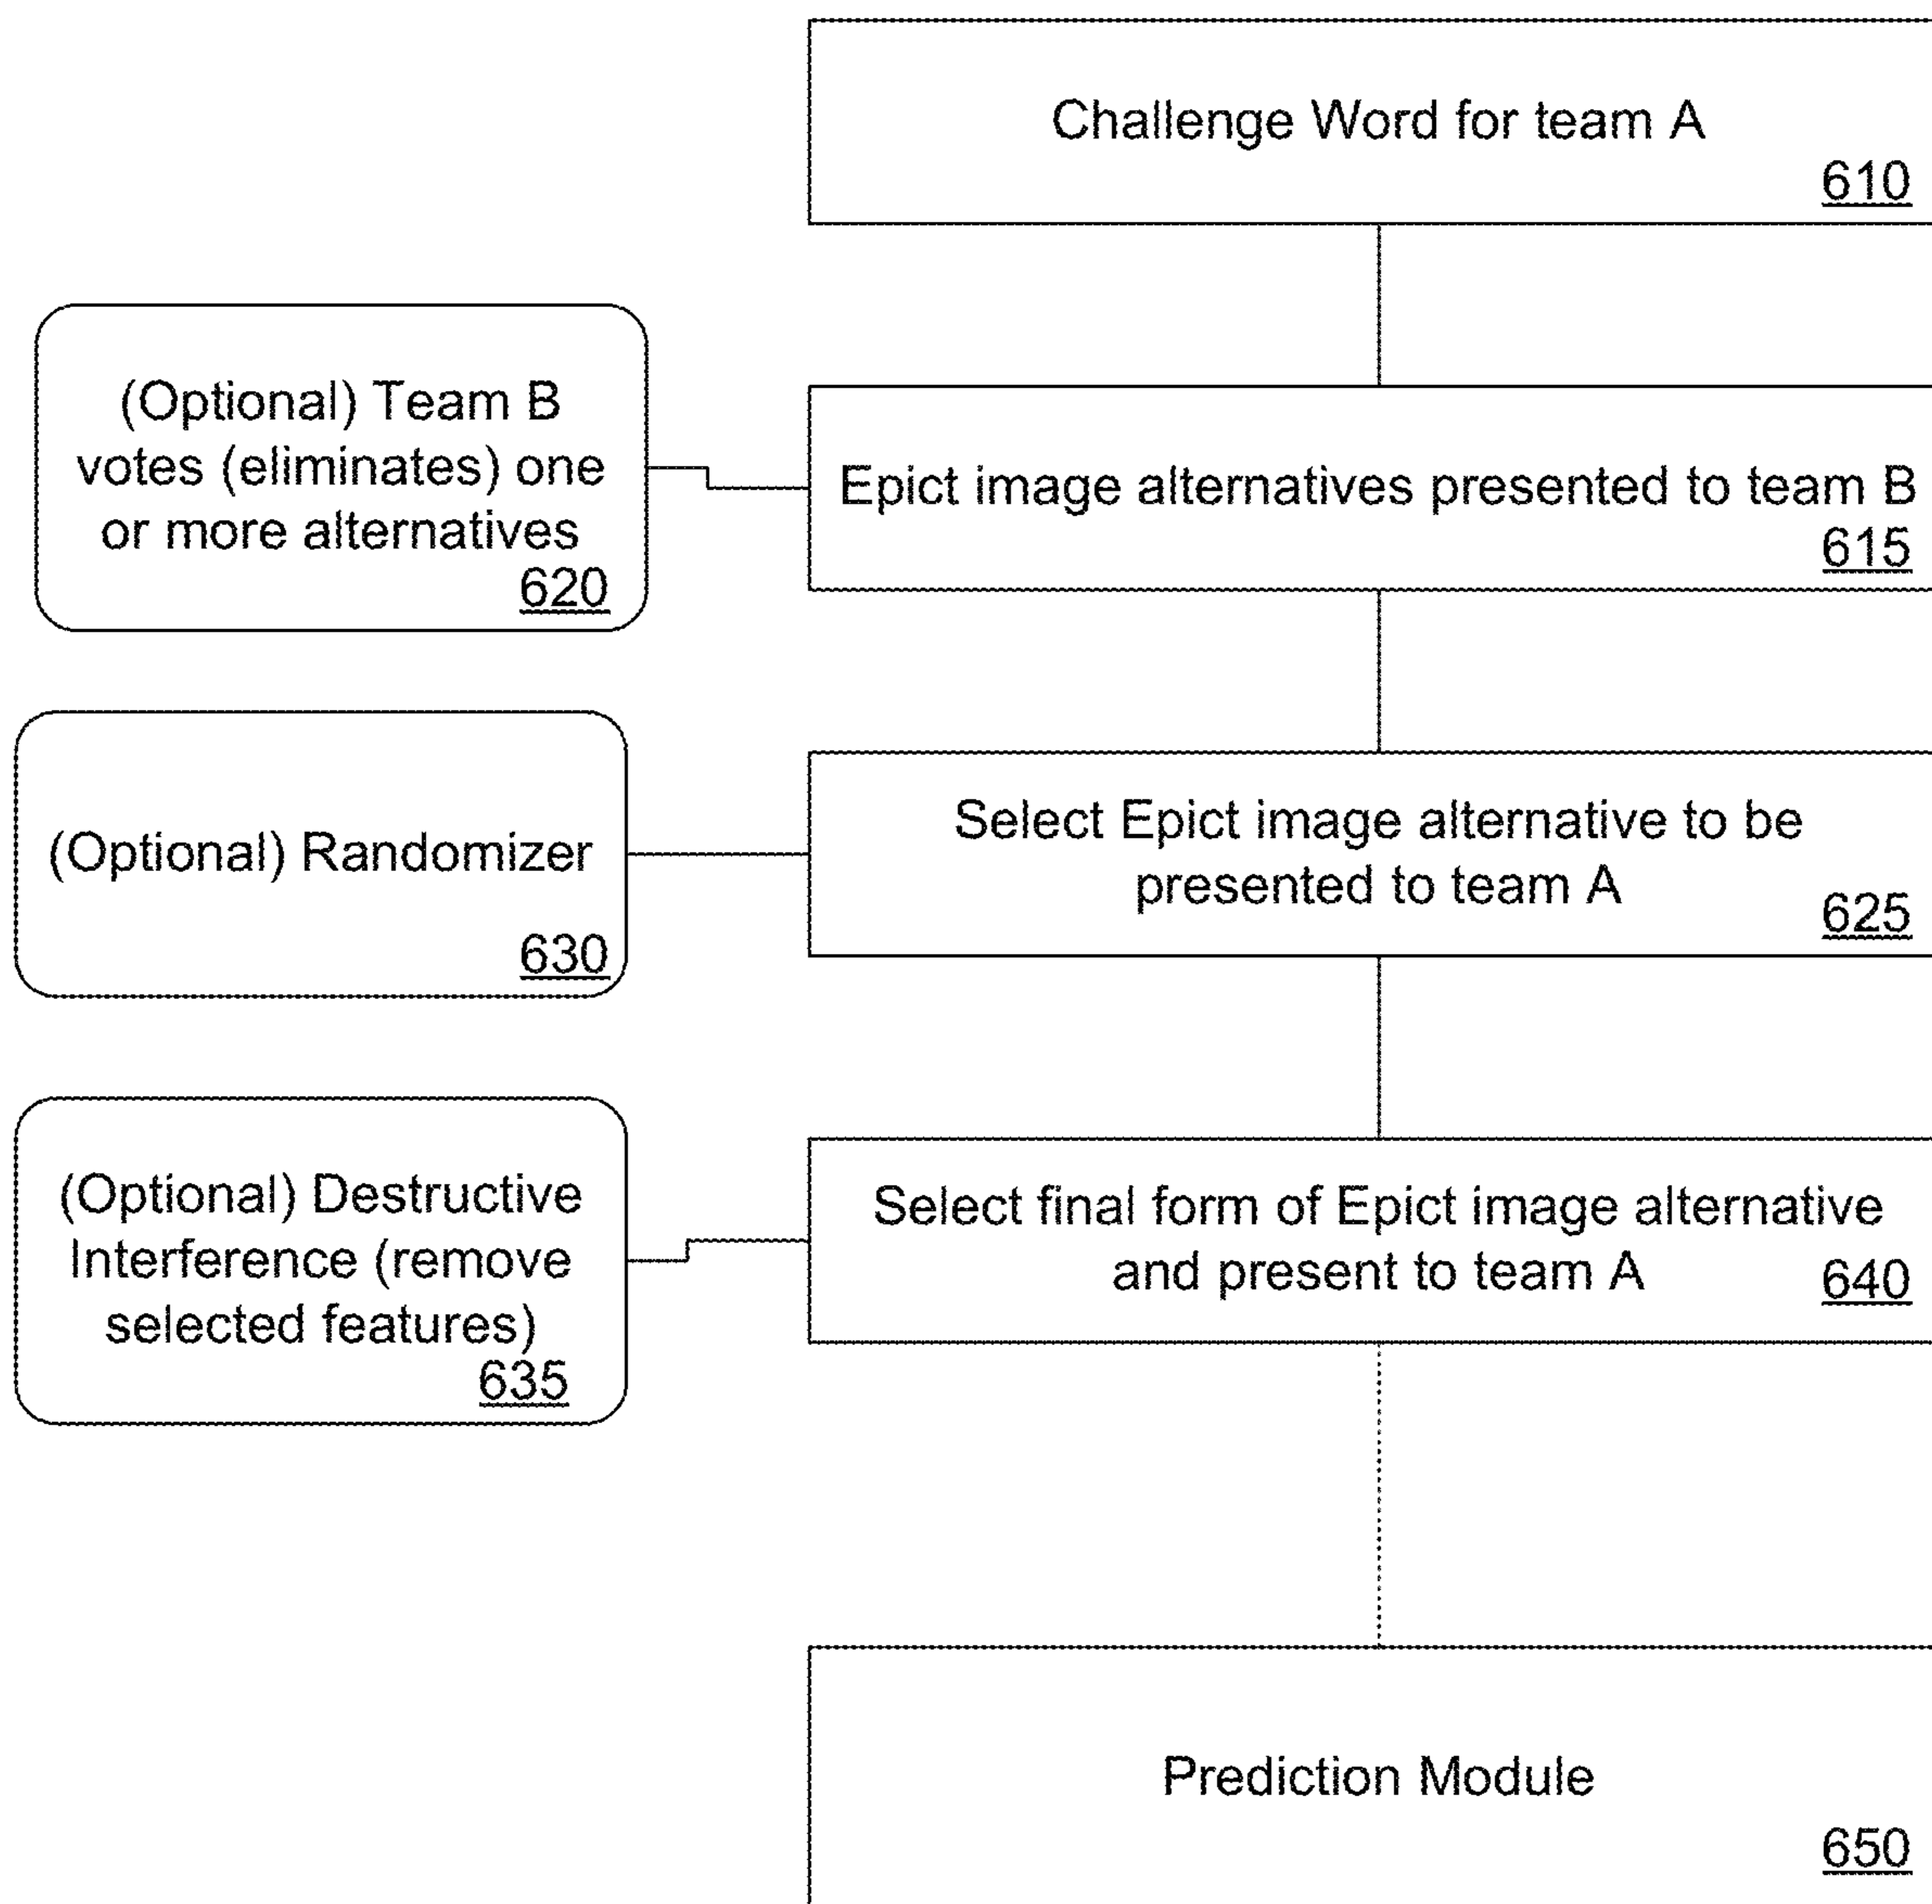 Challenge Word for team A
610
(Optional) Team B
votes (eliminates) one
or more alternatives
620
Epict image alternatives presented to team B
615
(Optional) Randomizer
630
Select Epict image alternative to be
presented to team A
625
(Optional) Destructive
Interference (remove
selected features)
635
Select final form of Epict image alternative
and present to team A
640
Prediction Module
650